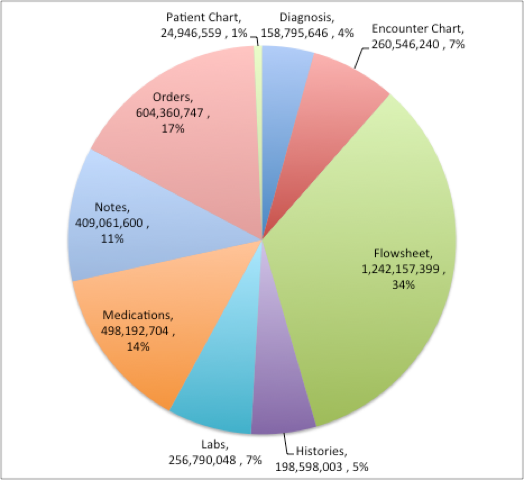 Patient Chart,
24,946,559 , 1%
Diagnosis,
158,795,646 , 4%
Encounter Chart,
260,546,240 , 7%
Orders,
604,360,747 ,
17%
Notes,
409,061,600 ,
11%
Flowsheet,
1,242,157,399 ,
34%
Medications,
498,192,704 ,
14%
Labs,
256,790,048 , 7%
Histories,
198,598,003 , 5%